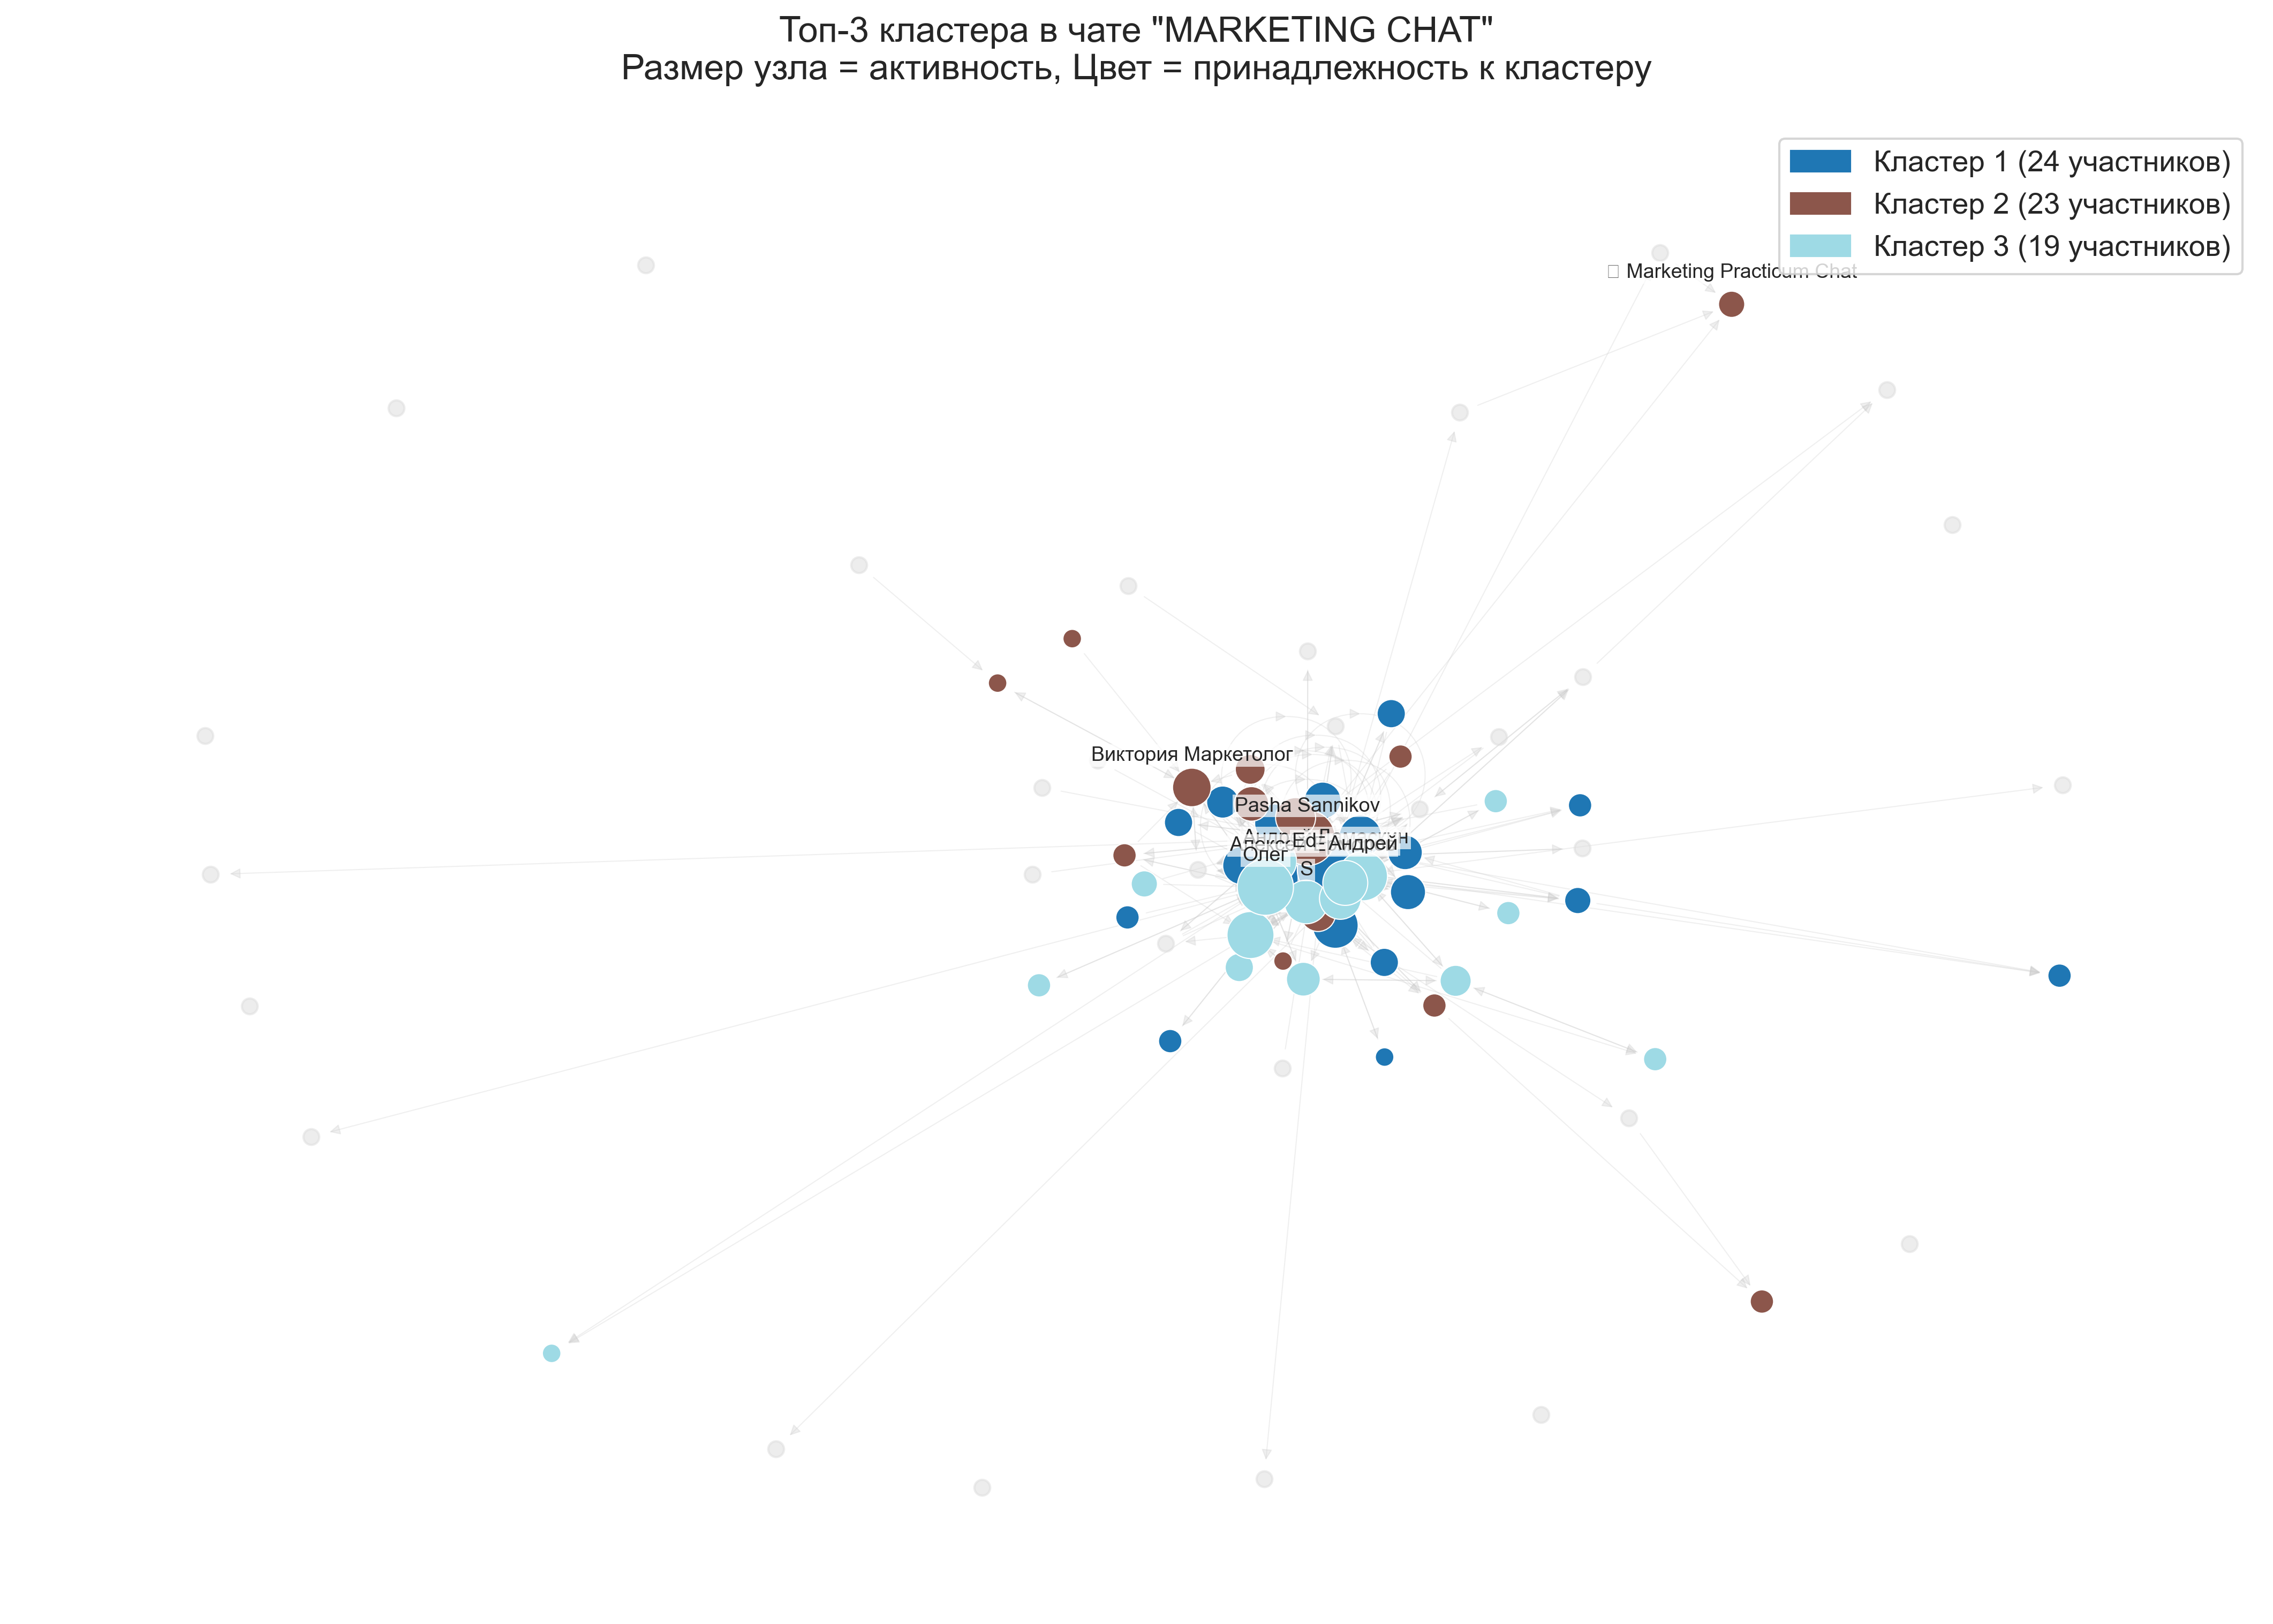 Топ-3 кластера в чате "MARKETING CHAT"
Размер узла = активность, Цвет = принадлежность к кластеру
Кластер 1 (24 участников)
Кластер 2 (23 участников)
Кластер 3 (19 участников)
Marketing Practicum Chat
Виктория Маркетолог
Pasha Sannikov
Ed
Андрей
Олег
S